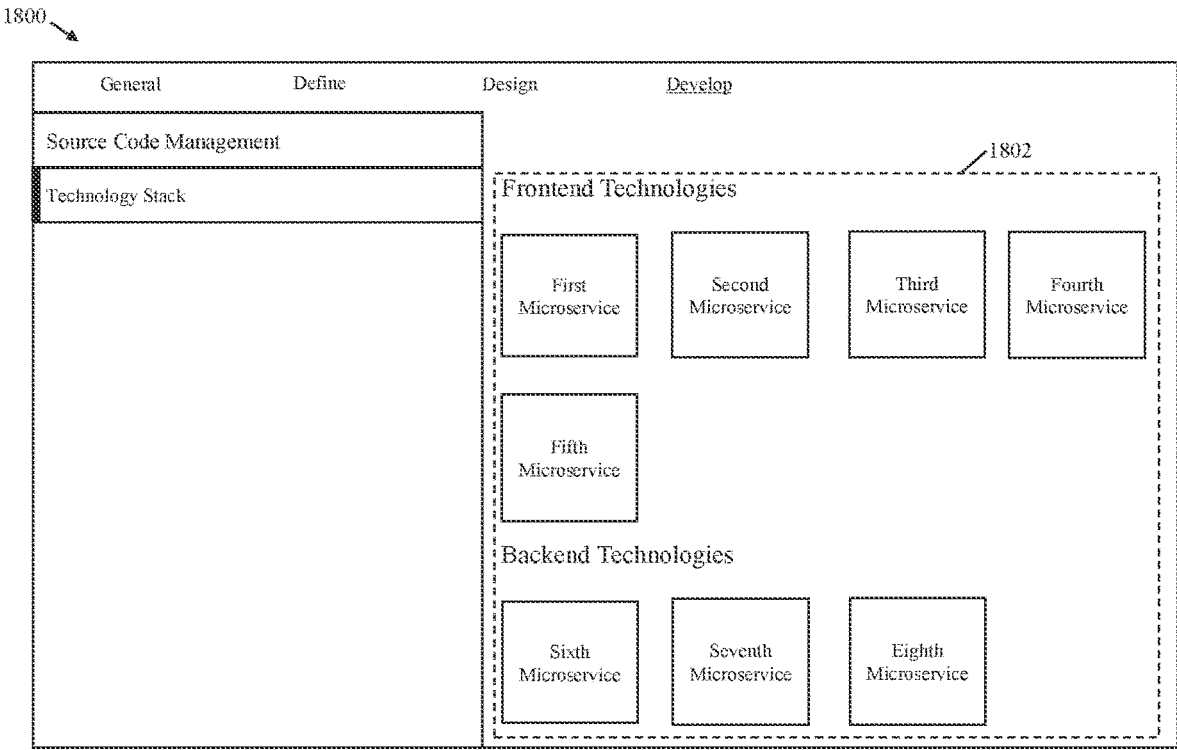 1800
General Define Design Develop
Source Code Management
1802
Technology Stack
Frontend Technologies
First
Microservice
Second
Microservice
Third
Microservice
Fourth
Microservice
Fifth
Microservice
Backend Technologies
Sixth
Microservice
Seventh
Microservice
Eighth
Microservice